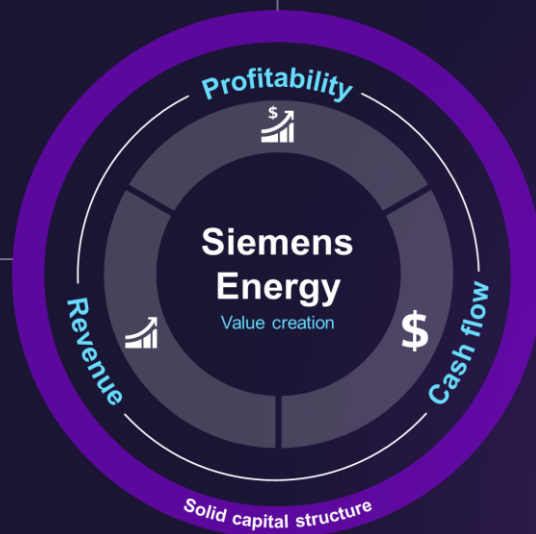 Profitability
$
Siemens
Energy
Value creation
Revenue
$
Cash flow
Solid capital structure